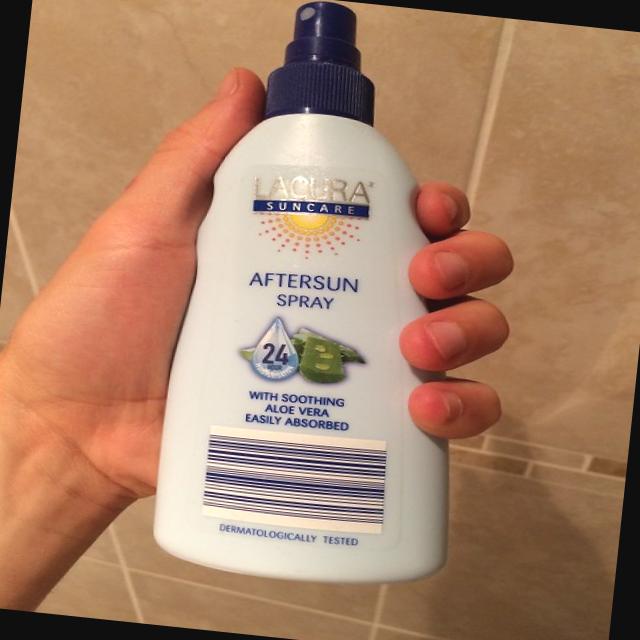 LACURA
SUNCARE
AFTERSUN
SPRAY
24
WITH SOOTHING
ALOE VERA
EASILY ABSORBED
DERMATOLOGICALLY TESTED